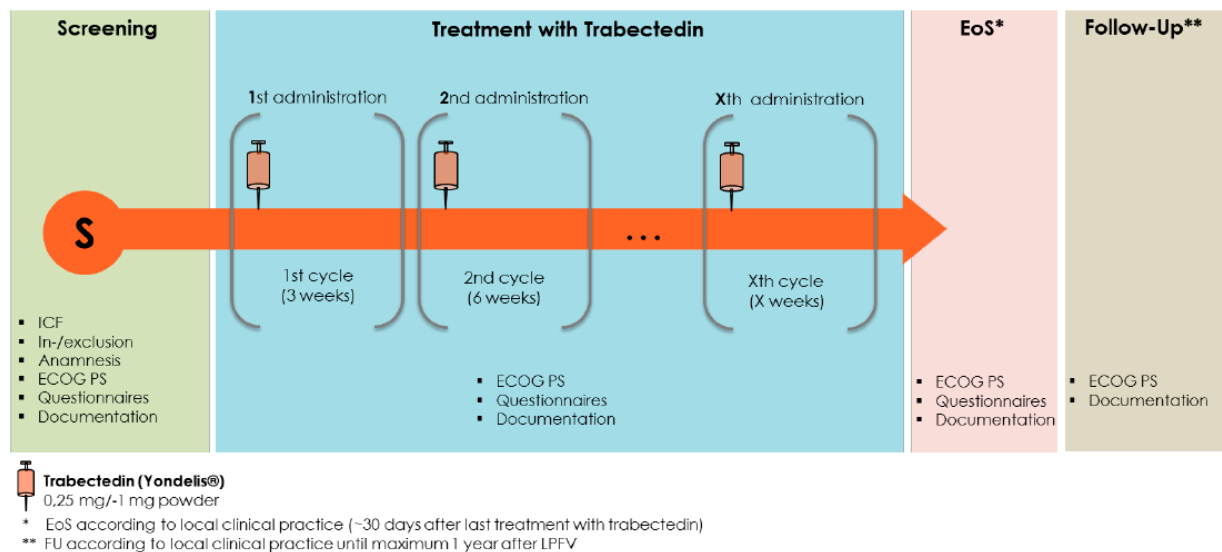 Screening
Treatment with Trabectedin
EoS*
Follow-Up**
1st administration
2nd administration
Xth administration
S
...
1st cycle
(3 weeks)
2nd cycle
(6 weeks)
Xth cycle
(X weeks)
▪ ICF
▪ In-/exclusion
▪ Anamnesis
▪ ECOG PS
▪ Questionnaires
▪ Documentation
▪ ECOG PS
▪ Questionnaires
▪ Documentation
▪ ECOG PS
▪ Questionnaires
▪ Documentation
▪ ECOG PS
▪ Documentation
Trabectedin (Yondelis®)
0,25 mg/-1 mg powder
* EoS according to local clinical practice (~30 days after last treatment with trabectedin)
** FU according to local clinical practice until maximum 1 year after LPFV